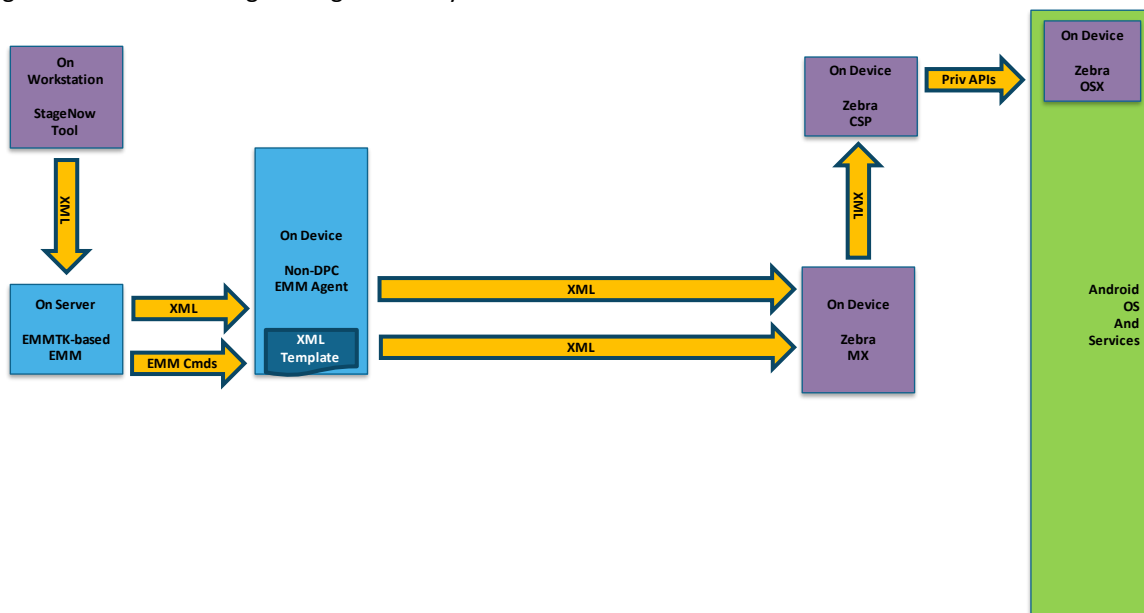 On
Workstation
StageNow
Tool
XML
On Server
EMMTK-based
EMM
XML
EMM Cmds
On Device
Non-DPC
EMM Agent
XML
Template
XML
XML
On Device
Zebra
MX
XML
On Device
Zebra
CSP
Priv APIs
On Device
Zebra
OSX
Android
OS
And
Services